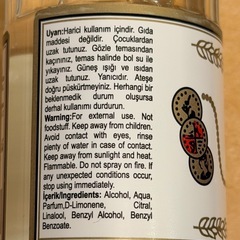 Uyarı:Harici kullanım içindir. Gıda
maddesi değildir. Çocuklardan
uzak tutunuz. Gözle temasından
kaçınınız, temas halinde bol su ile
yıkayınız. Güneş ışığı ve ısıdan
uzak tutunuz. Yanıcıdır. Ateşe
doğru püskürtmeyiniz. Herhangi bir
beklenmedik durum oluşursa
derhal kullanımı durdurun.
Warning:For external use. Not
foodstuff. Keep away from children.
Avoid contact with eyes, rinse
plenty of water in case of contact.
Keep away from sunlight and heat.
Flammable. Do not spray on fire. If
any unexpected conditions occur,
stop using immediately.
İçerik/Ingredients: Alcohol, Aqua,
Parfum,D-Limonene, Citral,
Linalool, Benzyl Alcohol, Benzyl
Benzoate.